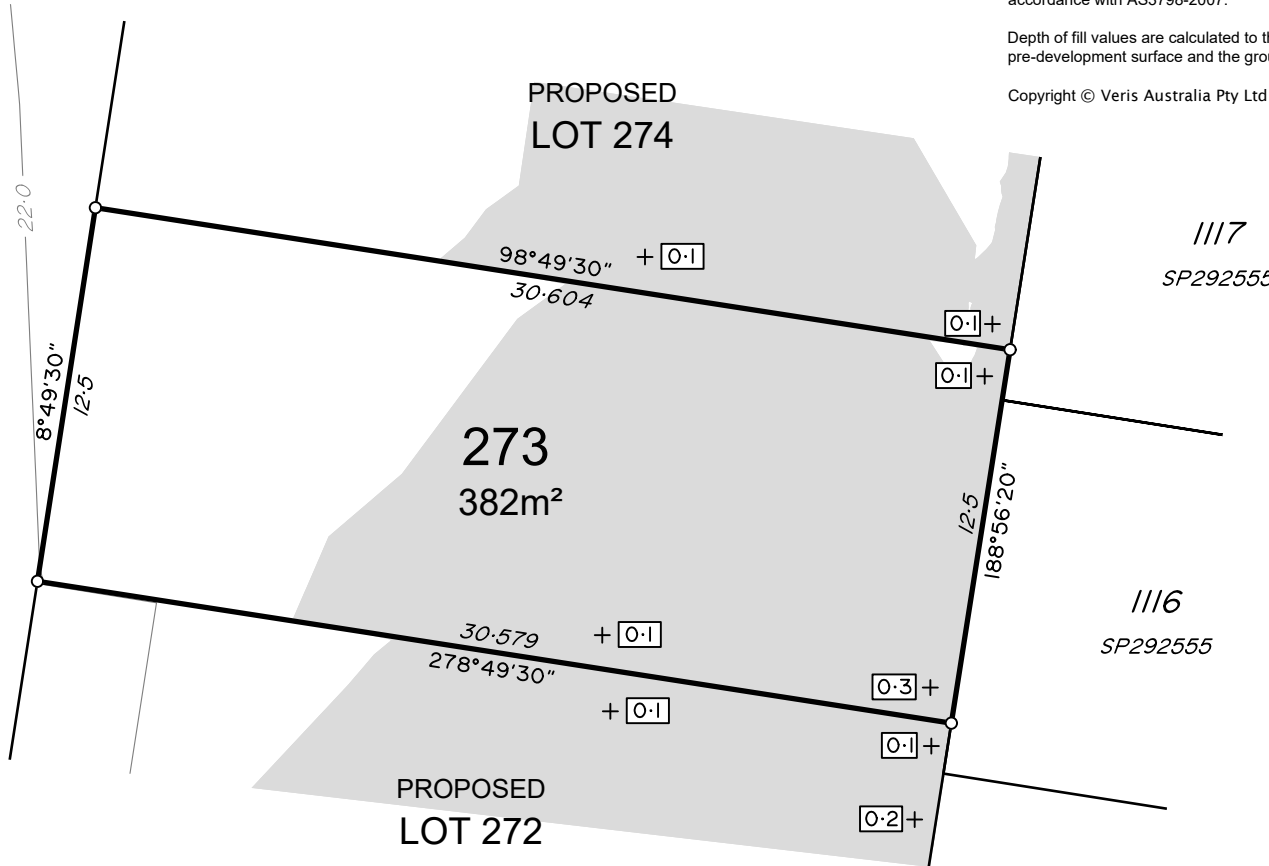 accordance with AS3798-2007.
Depth of fill values are calculated to th
pre-development surface and the grou
Copyright © Veris Australia Pty Ltd
PROPOSED
LOT 274
22·0
1117
SP292555
98°49'30"
30·604
0·1
0·1
0·1
8°49'30"
12·5
273
382m²
12·5
188°56'20"
1116
SP292555
30·579
278°49'30"
0·1
0·3
0·1
0·1
0·2
PROPOSED
LOT 272